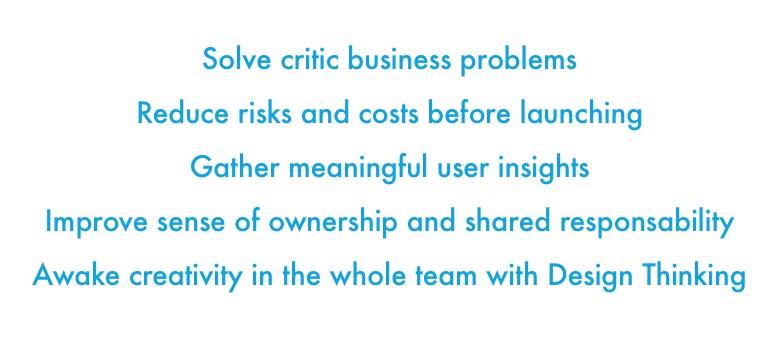 Solve critic business problems
Reduce risks and costs before launching
Gather meaningful user insights
Improve sense of ownership and shared responsability
Awake creativity in the whole team with Design Thinking